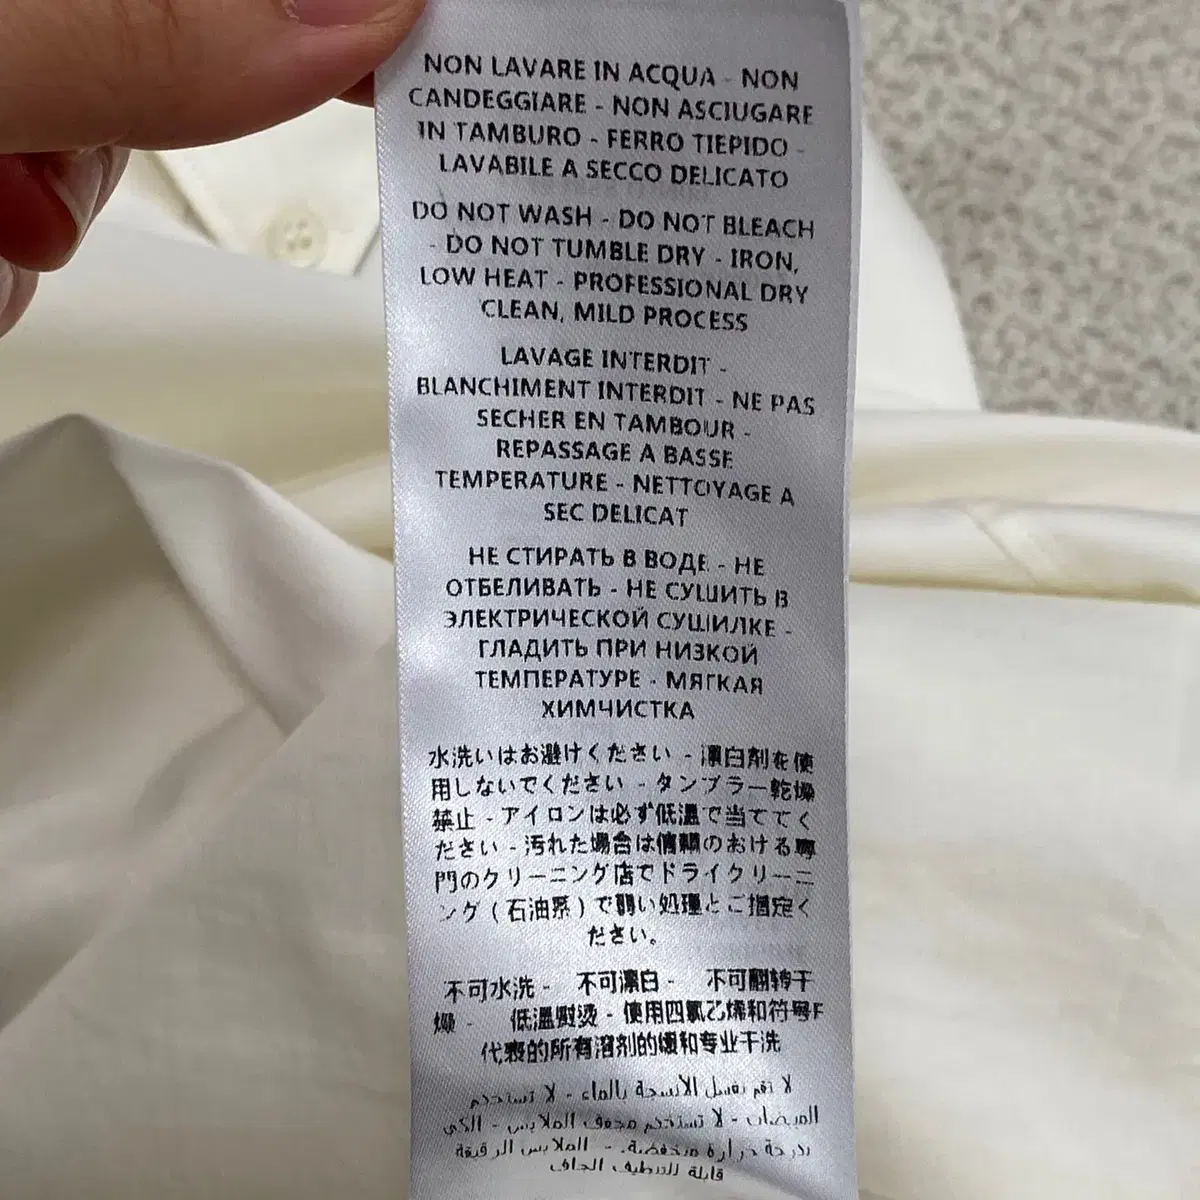 NON LAVARE IN ACQUA - NON
CANDEGGIARE - NON ASCIUGARE
IN TAMBURO - FERRO TIEPIDO -
LAVABILE A SECCO DELICATO
DO NOT WASH - DO NOT BLEACH
- DO NOT TUMBLE DRY - IRON,
LOW HEAT - PROFESSIONAL DRY
CLEAN, MILD PROCESS
LAVAGE INTERDIT -
BLANCHIMENT INTERDIT - NE PAS
SECHER EN TAMBOUR -
REPASSAGE A BASSE
TEMPERATURE - NETTOYAGE A
SEC DELICAT
НЕ СТИРАТЬ В ВОДЕ - НЕ
ОТБЕЛИВАТЬ - НЕ СУШИТЬ В
ЭЛЕКТРИЧЕСКОЙ СУШИЛКЕ -
ГЛАДИТЬ ПРИ НИЗКОЙ
ТЕМПЕРАТУРЕ - МЯГКАЯ
ХИМЧИСТКА
水洗いはお避けください - 漂白剤を使
用しないでください - タンブラー乾燥
禁止 - アイロンは必ず低温で当ててく
ださい - 汚れた場合は信頼のおける専
門のクリーニング店でドライクリーニ
ング (石油系) で弱い処理とご指定く
ださい。
不可水洗 - 不可漂白 - 不可翻转干
燥 - 低温熨烫 - 使用四氯乙烯和符号F
代表的所有溶剂的缓和专业干洗
لا تقم بغسل الأنسجة بالماء - لا تستخدم
المبيضات - لا تستخدم مجفف الملابس - الكي
بدرجة حرارة منخفضة. - الملابس الرقيقة
قابلة للتنظيف الجاف